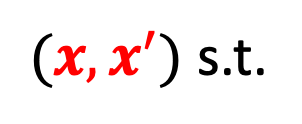 (x, x′) s.t.